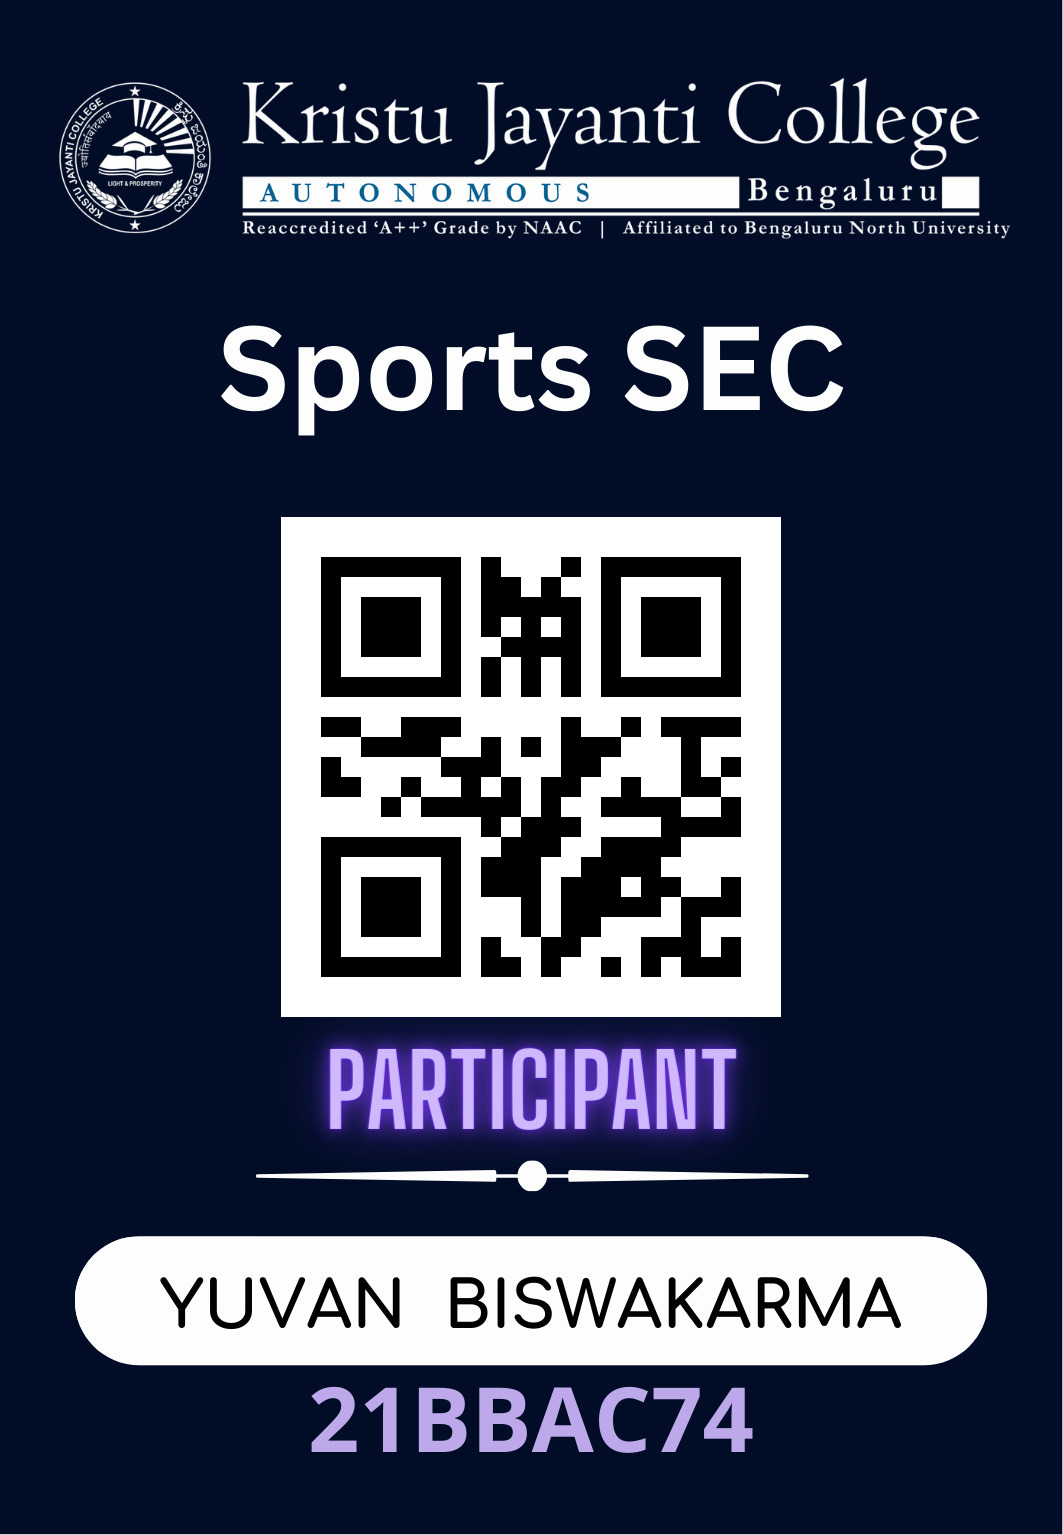 Kristu Jayanti College
AUTONOMOUS Bengaluru
Reaccredited ‘A++’ Grade by NAAC | Affiliated to Bengaluru North University
KRISTU JAYANTI COLLEGE
LIGHT & PROSPERITY
Sports SEC
PARTICIPANT
YUVAN BISWAKARMA
21BBAC74